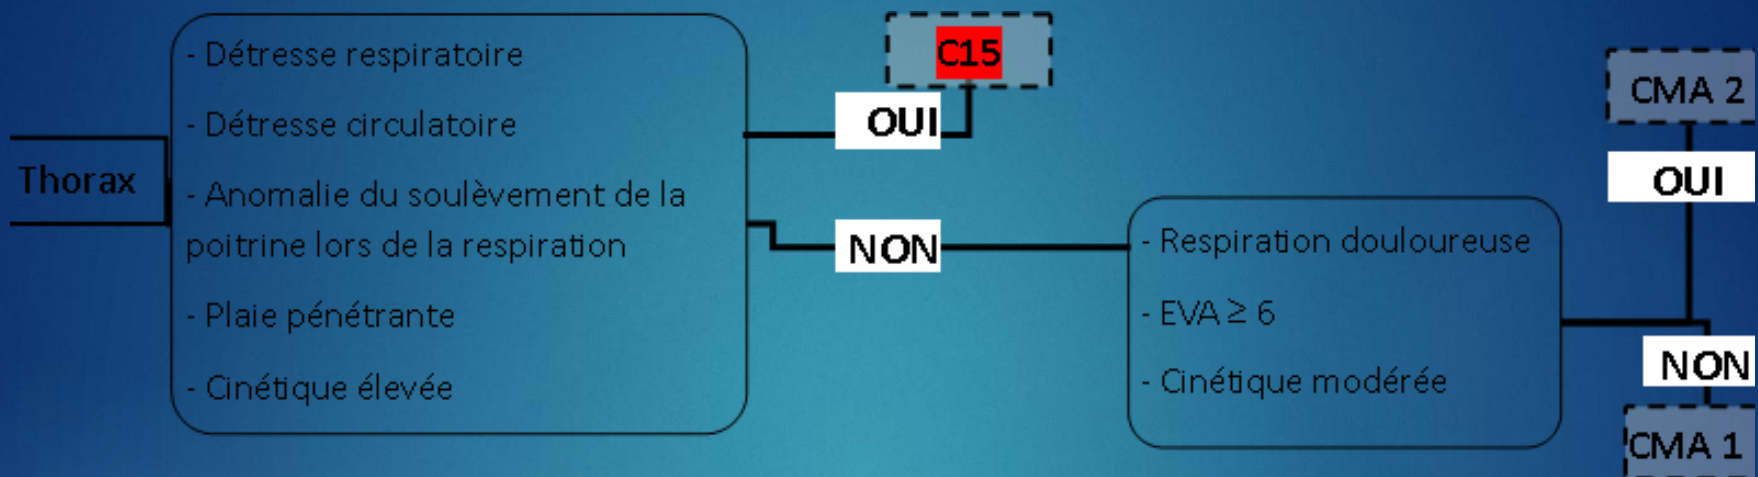 Thorax
- Détresse respiratoire
- Détresse circulatoire
- Anomalie du soulèvement de la
poitrine lors de la respiration
- Plaie pénétrante
- Cinétique élevée
OUI
C15
NON
- Respiration douloureuse
- EVA ≥ 6
- Cinétique modérée
OUI
CMA 2
NON
CMA 1